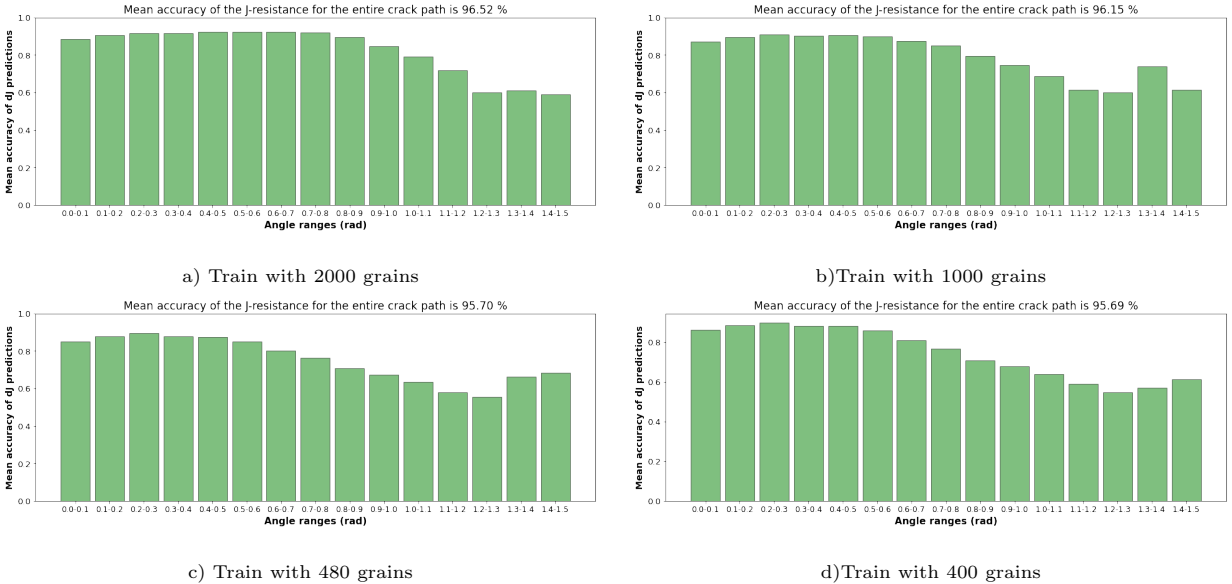 Mean accuracy of the J-resistance for the entire crack path is 96.52 %
1.0
0.8
0.6
0.4
0.2
0.0
Mean accuracy of dJ predictions
0.0-0.1 0.1-0.2 0.2-0.3 0.3-0.4 0.4-0.5 0.5-0.6 0.6-0.7 0.7-0.8 0.8-0.9 0.9-1.0 1.0-1.1 1.1-1.2 1.2-1.3 1.3-1.4 1.4-1.5
Angle ranges (rad)
a) Train with 2000 grains
Mean accuracy of the J-resistance for the entire crack path is 96.15 %
1.0
0.8
0.6
0.4
0.2
0.0
Mean accuracy of dJ predictions
0.0-0.1 0.1-0.2 0.2-0.3 0.3-0.4 0.4-0.5 0.5-0.6 0.6-0.7 0.7-0.8 0.8-0.9 0.9-1.0 1.0-1.1 1.1-1.2 1.2-1.3 1.3-1.4 1.4-1.5
Angle ranges (rad)
b)Train with 1000 grains
Mean accuracy of the J-resistance for the entire crack path is 95.70 %
1.0
0.8
0.6
0.4
0.2
0.0
Mean accuracy of dJ predictions
0.0-0.1 0.1-0.2 0.2-0.3 0.3-0.4 0.4-0.5 0.5-0.6 0.6-0.7 0.7-0.8 0.8-0.9 0.9-1.0 1.0-1.1 1.1-1.2 1.2-1.3 1.3-1.4 1.4-1.5
Angle ranges (rad)
c) Train with 480 grains
Mean accuracy of the J-resistance for the entire crack path is 95.69 %
0.8
0.6
0.4
0.2
0.0
Mean accuracy of dJ predictions
0.0-0.1 0.1-0.2 0.2-0.3 0.3-0.4 0.4-0.5 0.5-0.6 0.6-0.7 0.7-0.8 0.8-0.9 0.9-1.0 1.0-1.1 1.1-1.2 1.2-1.3 1.3-1.4 1.4-1.5
Angle ranges (rad)
d)Train with 400 grains